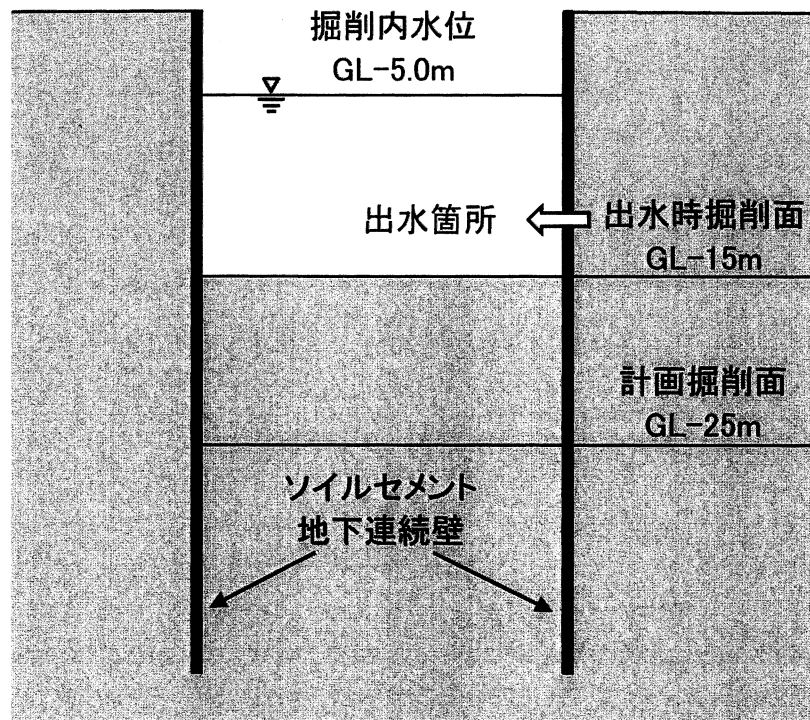 掘削内水位
GL-5.0m
出水箇所
出水時掘削面
GL-15m
計画掘削面
GL-25m
ソイルセメント
地下連続壁